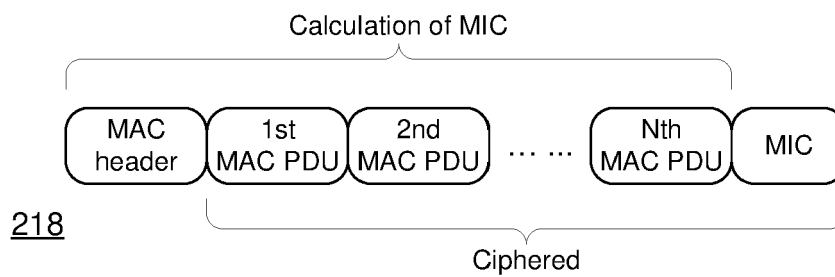 Calculation of MIC
MAC header
1st MAC PDU
2nd MAC PDU
... ...
Nth MAC PDU
MIC
218
Ciphered